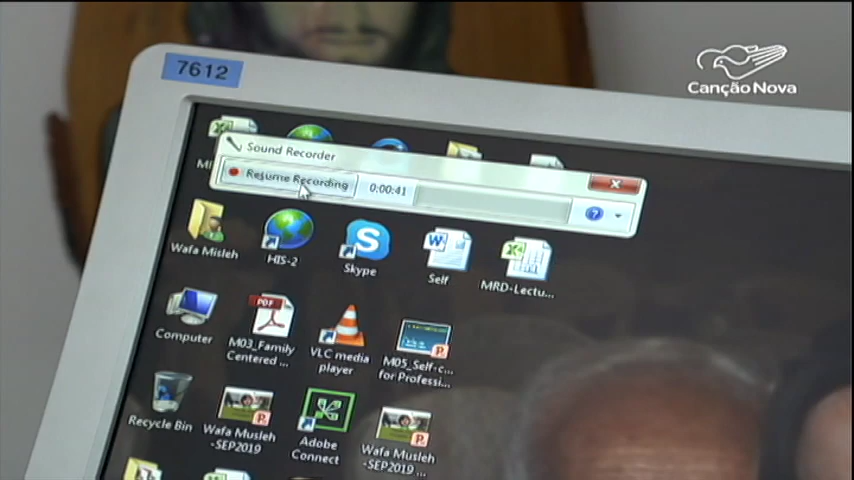 7612
Canção Nova
Sound Recorder
Resume Recording
0:00:41
?
Wafa Misleh
HIS-2
Skype
Self
MRD-Lectu...
Computer
M03_Family
Centered ...
VLC media
player
M05_Self-c...
for Professi...
Recycle Bin
Wafa Musleh
-SEP2019
Adobe
Connect
Wafa Musleh
-SEP2019 ...